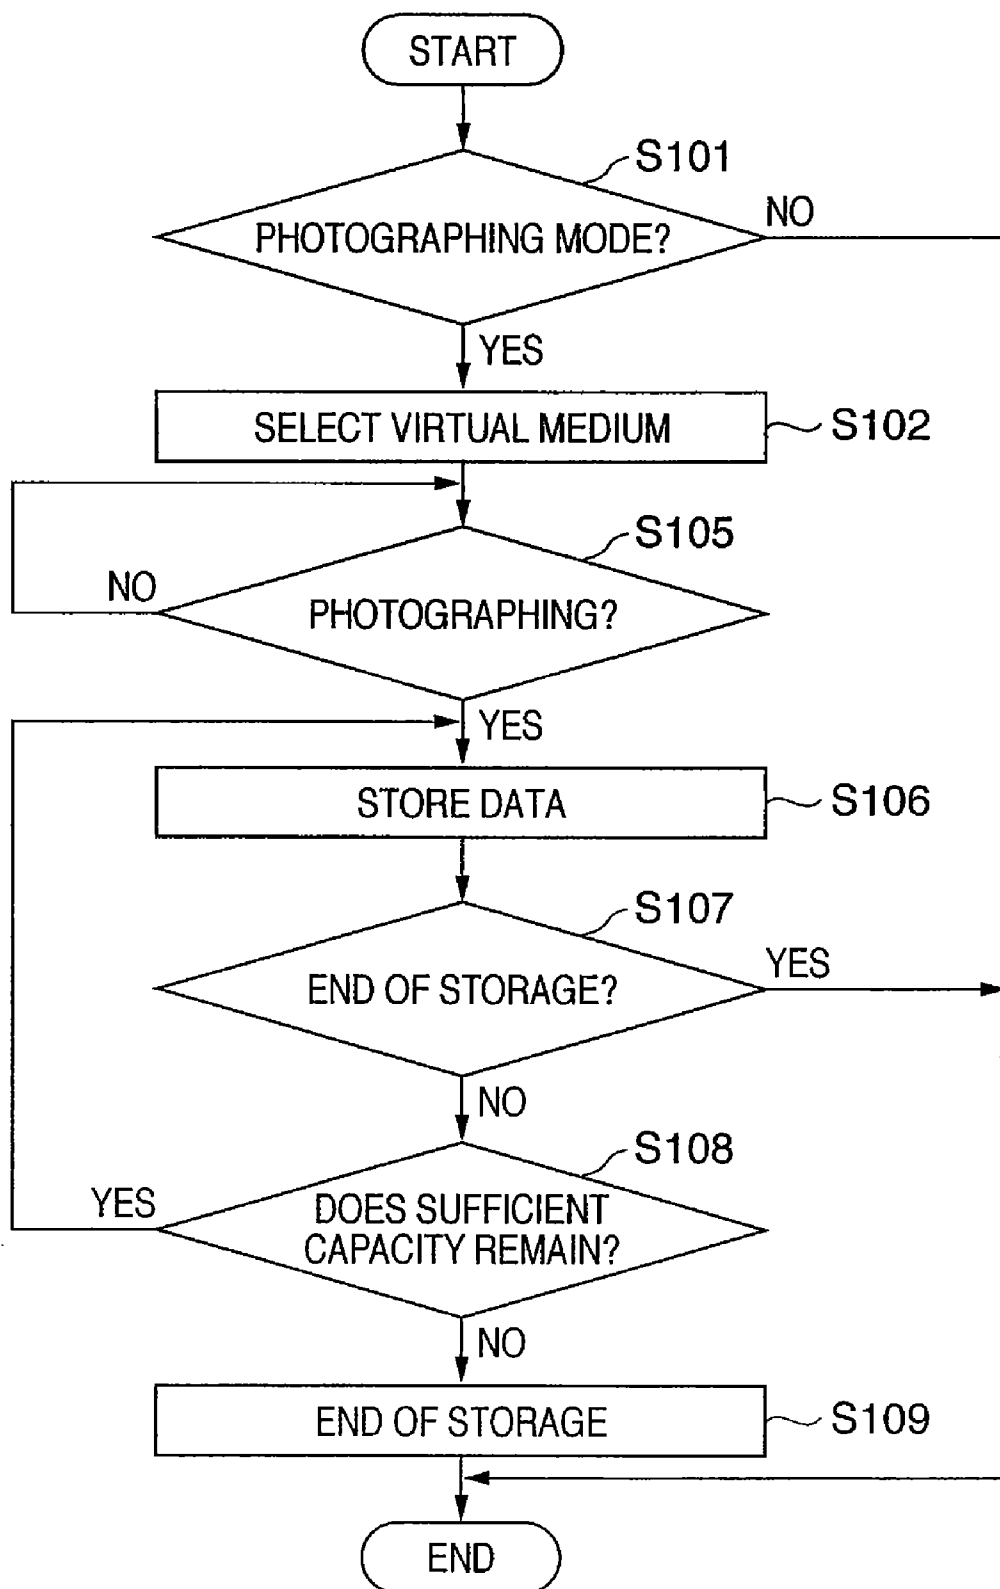 START
S101
PHOTOGRAPHING MODE?
NO
YES
SELECT VIRTUAL MEDIUM
S102
S105
NO
PHOTOGRAPHING?
YES
STORE DATA
S106
S107
END OF STORAGE?
YES
NO
S108
YES
DOES SUFFICIENT
CAPACITY REMAIN?
NO
END OF STORAGE
S109
END